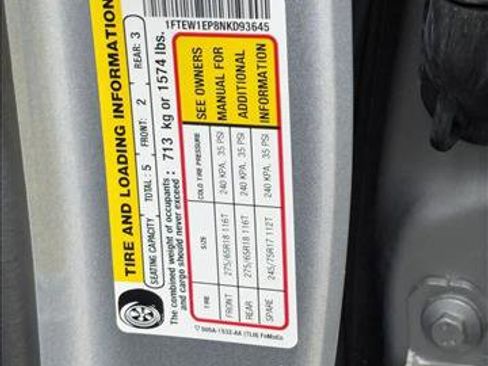 1FTEW1EP8NKD93645
TIRE AND LOADING INFORMATION
SEATING CAPACITY TOTAL: 5 FRONT: 2 REAR: 3
The combined weight of occupants
and cargo should never exceed : 713 kg or 1574 lbs.
TIRE SIZE COLD TIRE PRESSURE SEE OWNERS
FRONT 275/65R18 116T 240 KPA, 35 PSI MANUAL FOR
REAR 275/65R18 116T 240 KPA, 35 PSI ADDITIONAL
SPARE 245/75R17 112T 240 KPA, 35 PSI INFORMATION